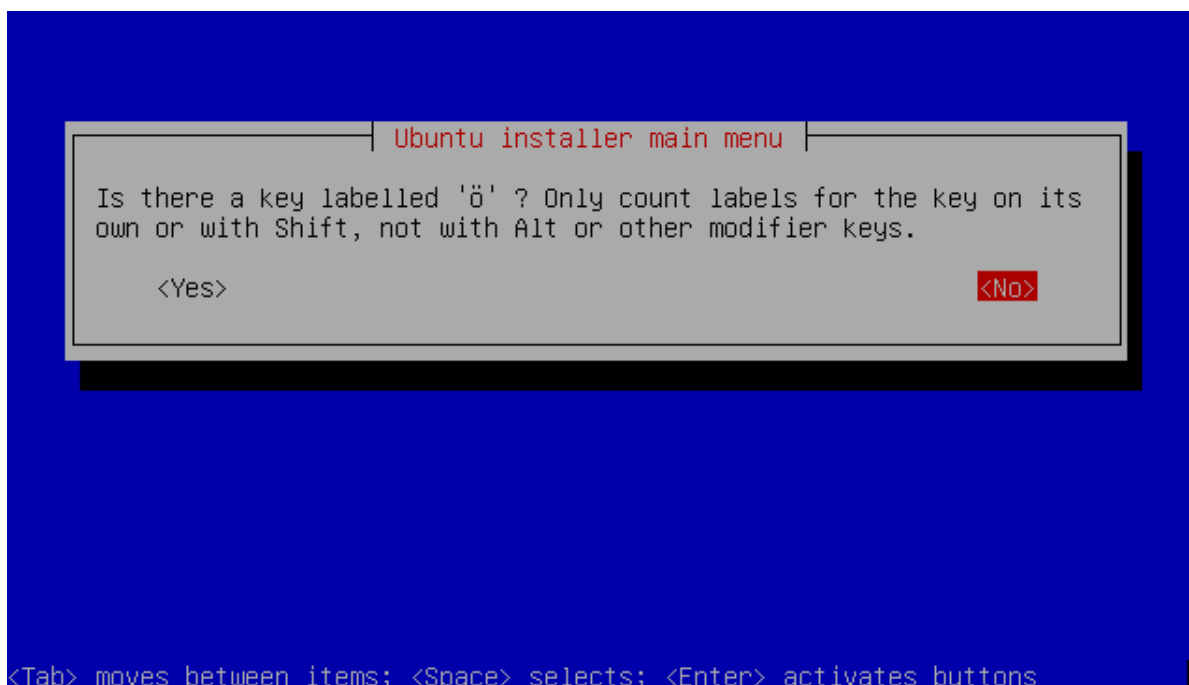 Ubuntu installer main menu
Is there a key labelled 'ö' ? Only count labels for the key on its
own or with Shift, not with Alt or other modifier keys.
<Yes> <No>
<Tab> moves between items; <Space> selects; <Enter> activates buttons